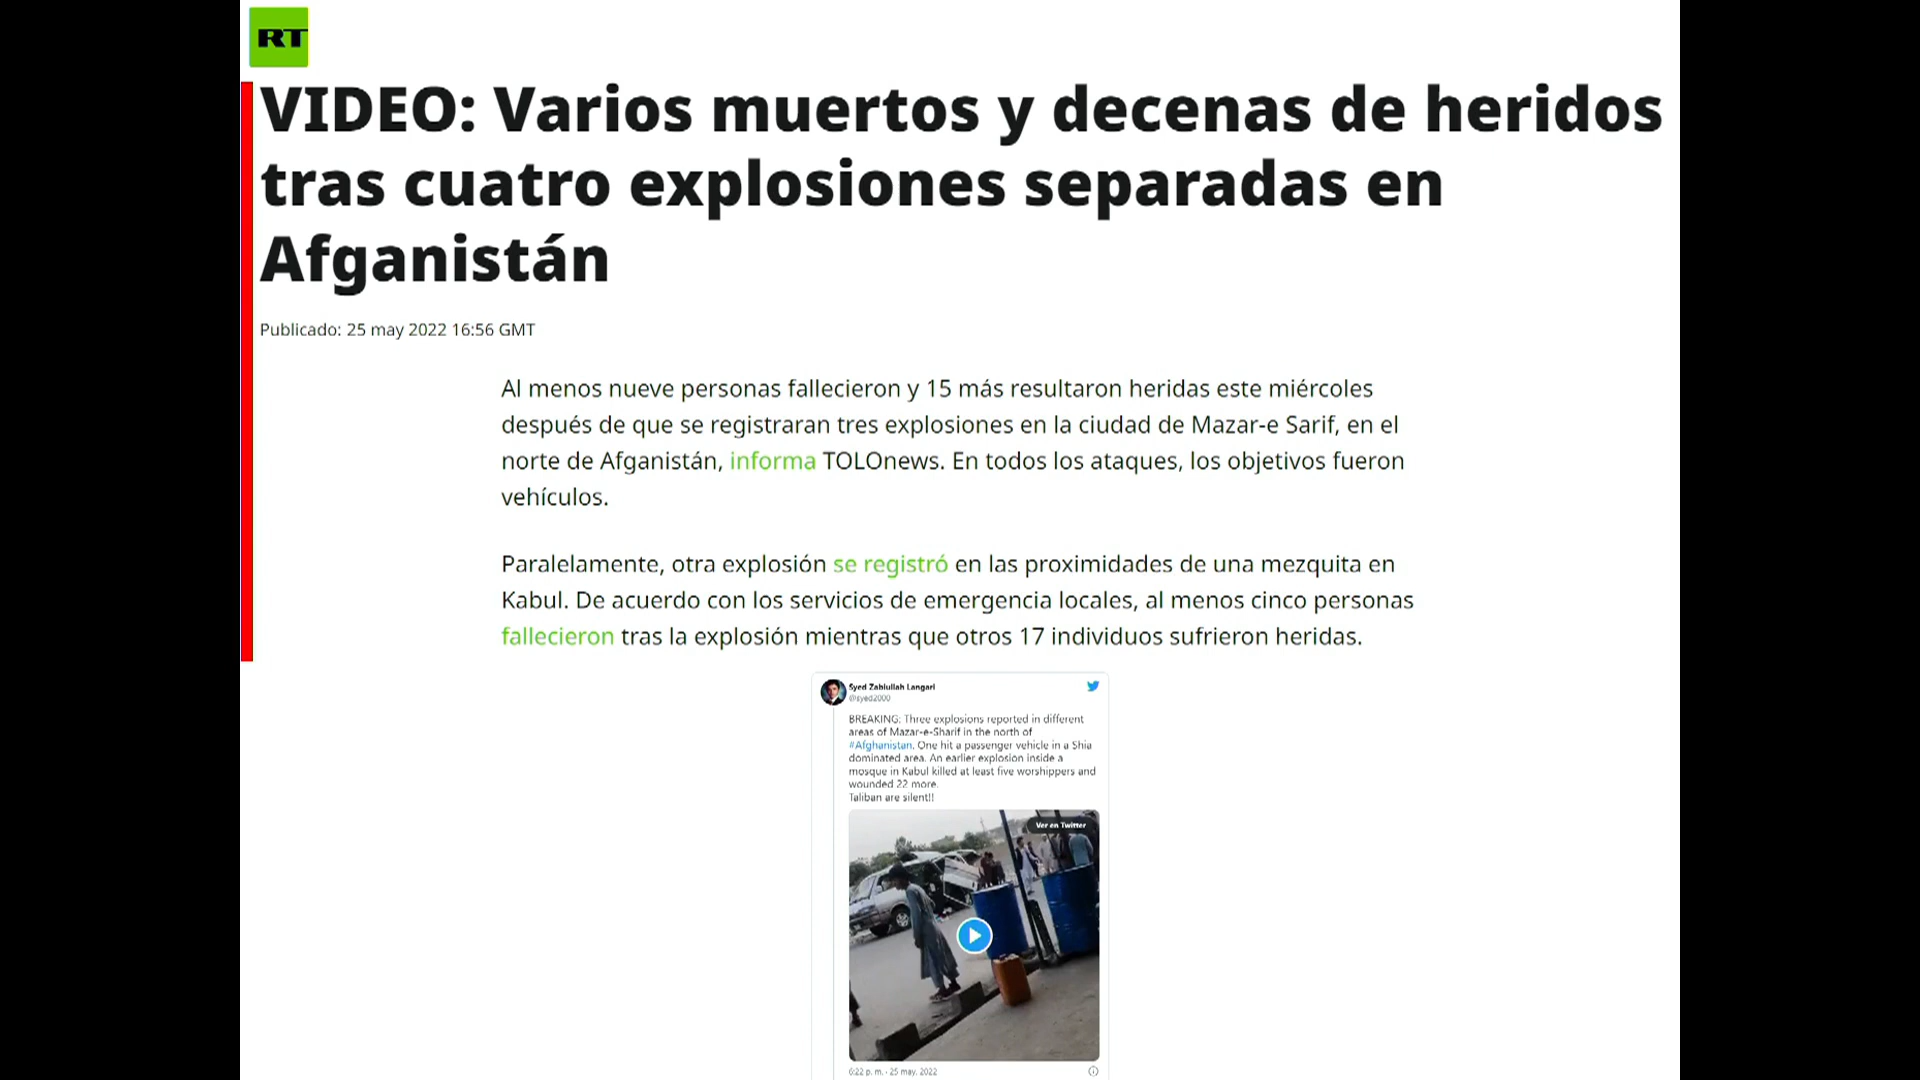 RT
VIDEO: Varios muertos y decenas de heridos
tras cuatro explosiones separadas en
Afganistán
Publicado: 25 may 2022 16:56 GMT
Al menos nueve personas fallecieron y 15 más resultaron heridas este miércoles
después de que se registraran tres explosiones en la ciudad de Mazar-e Sarif, en el
norte de Afganistán, informa TOLOnews. En todos los ataques, los objetivos fueron
vehículos.
Paralelamente, otra explosión se registró en las proximidades de una mezquita en
Kabul. De acuerdo con los servicios de emergencia locales, al menos cinco personas
fallecieron tras la explosión mientras que otros 17 individuos sufrieron heridas.
Syed Zabiullah Langari
@syed2000
BREAKING: Three explosions reported in different
areas of Mazar-e-Sharif in the north of
#Afghanistan. One hit a passenger vehicle in a Shia
dominated area. An earlier explosion inside a
mosque in Kabul killed at least five worshippers and
wounded 22 more.
Taliban are silent!!
Ver en Twitter
6:22 p. m. · 25 may. 2022